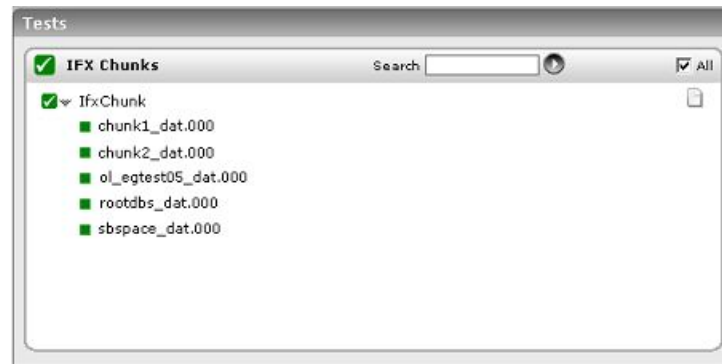 Tests
IFX Chunks Search All
IfxChunk
chunk1_dat.000
chunk2_dat.000
ol_egtest05_dat.000
rootdbs_dat.000
sbspace_dat.000